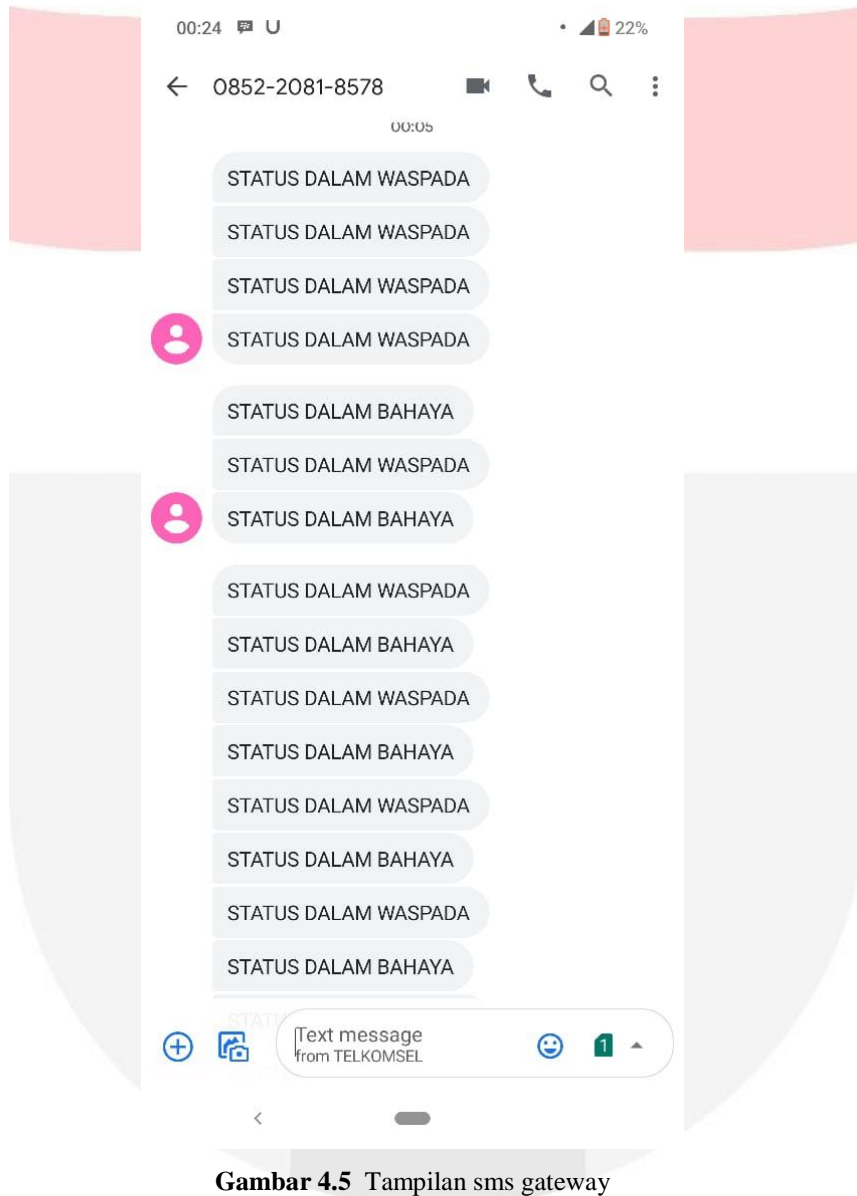 00:24 U 22%
0852-2081-8578
00:05
STATUS DALAM WASPADA
STATUS DALAM WASPADA
STATUS DALAM WASPADA
STATUS DALAM WASPADA
STATUS DALAM BAHAYA
STATUS DALAM WASPADA
STATUS DALAM BAHAYA
STATUS DALAM WASPADA
STATUS DALAM BAHAYA
STATUS DALAM WASPADA
STATUS DALAM BAHAYA
STATUS DALAM WASPADA
STATUS DALAM BAHAYA
STATUS DALAM WASPADA
STATUS DALAM BAHAYA
Text message
from TELKOMSEL
1
Gambar 4.5 Tampilan sms gateway